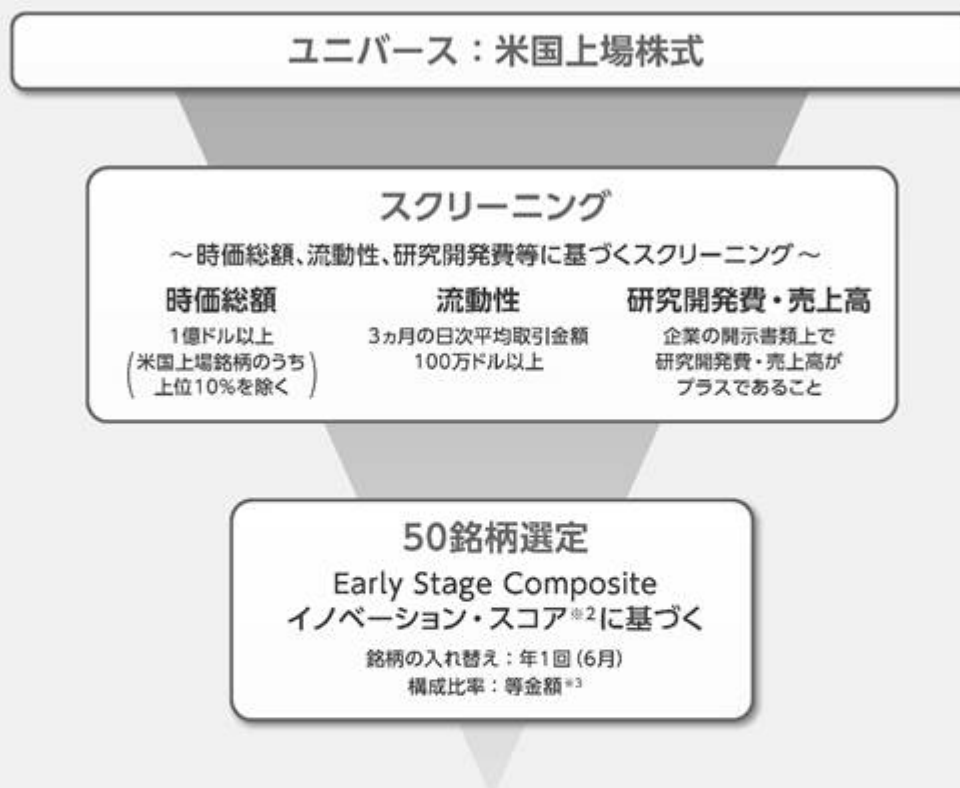 ユニバース：米国上場株式
スクリーニング
～時価総額、流動性、研究開発費等に基づくスクリーニング～
時価総額
1億ドル以上
(米国上場銘柄のうち
上位10%を除く)
流動性
3ヵ月の日次平均取引金額
100万ドル以上
研究開発費・売上高
企業の開示書類上で
研究開発費・売上高が
プラスであること
50銘柄選定
Early Stage Composite
イノベーション・スコア※2に基づく
銘柄の入れ替え：年1回(6月)
構成比率：等金額※3